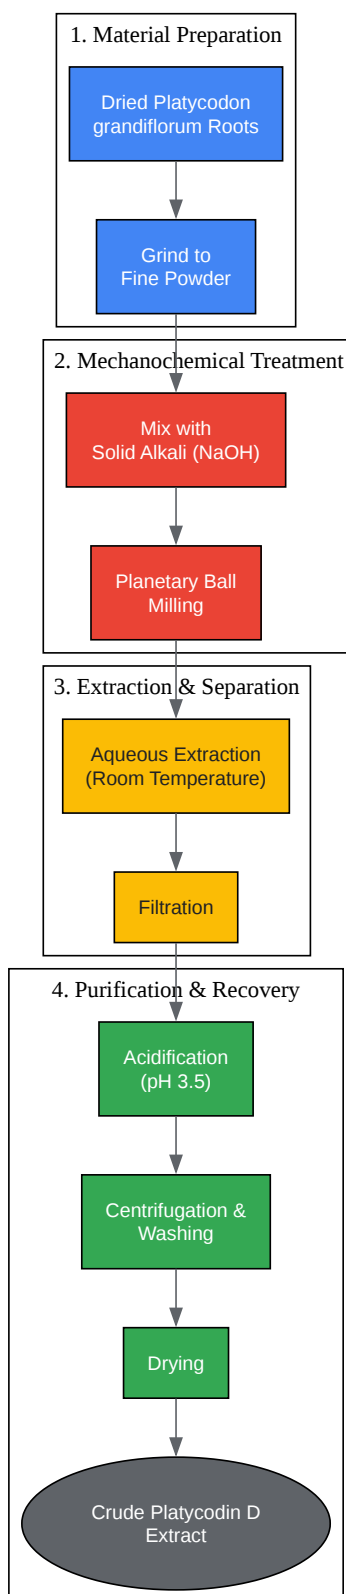 1. Material Preparation
Dried Platycodon
grandiflorum Roots
Grind to
Fine Powder
2. Mechanochemical Treatment
Mix with
Solid Alkali (NaOH)
Planetary Ball
Milling
3. Extraction & Separation
Aqueous Extraction
(Room Temperature)
Filtration
4. Purification & Recovery
Acidification
(pH 3.5)
Centrifugation &
Washing
Drying
Crude Platycodin D
Extract